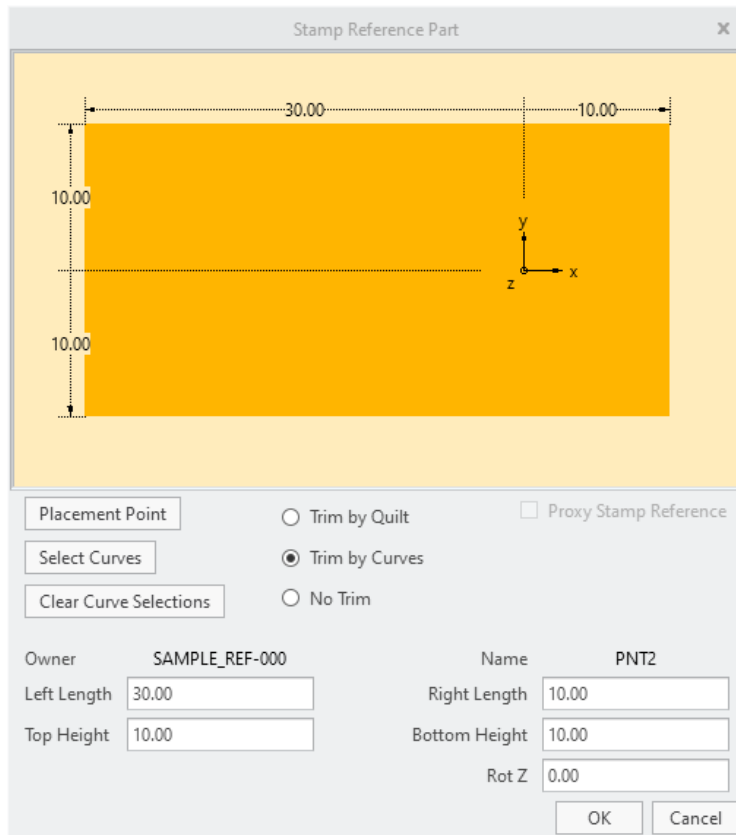 Stamp Reference Part x
30.00 10.00
10.00
y
x
z
10.00
Placement Point Trim by Quilt Proxy Stamp Reference
Select Curves Trim by Curves
Clear Curve Selections No Trim
Owner SAMPLE_REF-000 Name PNT2
Left Length 30.00 Right Length 10.00
Top Height 10.00 Bottom Height 10.00
Rot Z 0.00
OK Cancel